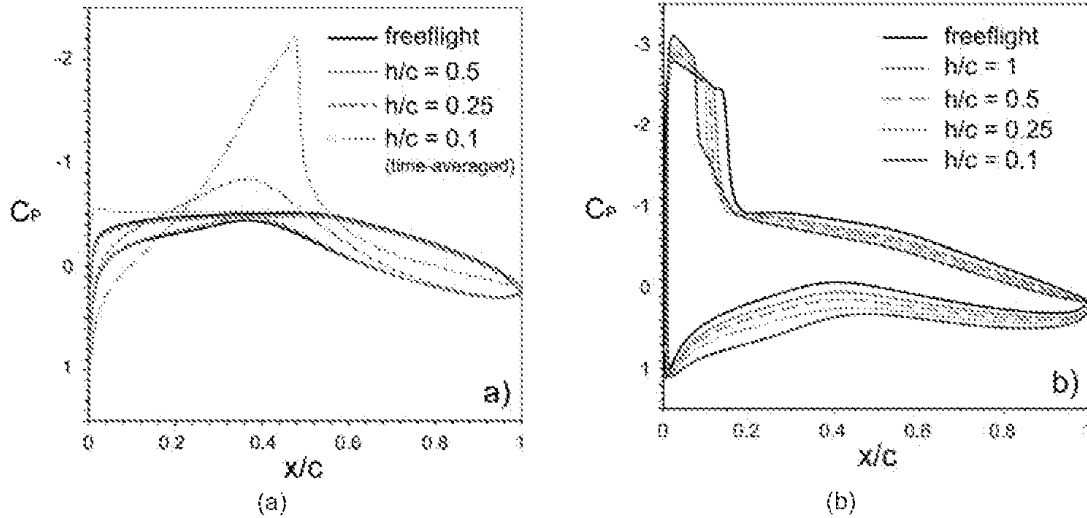 freeflight
h/c = 0.5
h/c = 0.25
h/c = 0.1
(time-averaged)
-2
-1
0
1
CP
0
0.2
0.4
0.6
0.8
1
x/c
a)
(a)
freeflight
h/c = 1
h/c = 0.5
h/c = 0.25
h/c = 0.1
-3
-2
-1
0
1
CP
0
0.2
0.4
0.6
0.8
1
x/c
b)
(b)